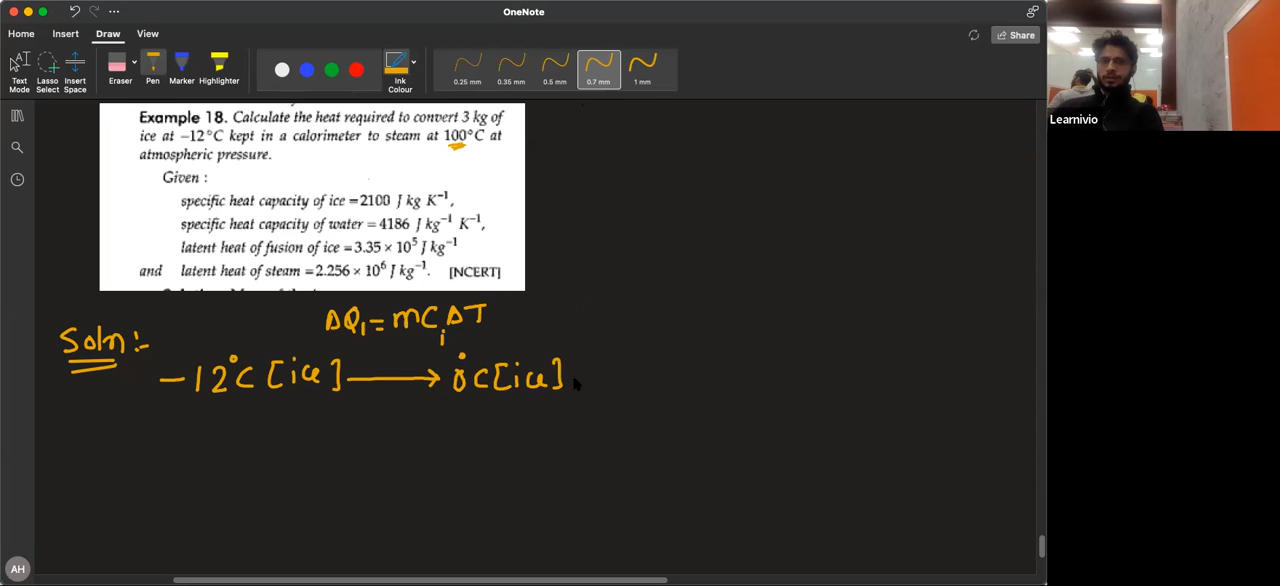 OneNote
Home Insert Draw View
Share
Text Mode
Lasso Select
Insert Space
Eraser
Pen
Marker
Highlighter
Ink Colour
0.25 mm
0.35 mm
0.5 mm
0.7 mm
1 mm
Learnivio
Example 18. Calculate the heat required to convert 3 kg of
ice at −12°C kept in a calorimeter to steam at 100°C at
atmospheric pressure.
Given :
specific heat capacity of ice = 2100 J kg K⁻¹,
specific heat capacity of water = 4186 J kg⁻¹ K⁻¹,
latent heat of fusion of ice = 3.35 × 10⁵ J kg⁻¹
and latent heat of steam = 2.256 × 10⁶ J kg⁻¹. [NCERT]
ΔQ₁ = mCᵢΔT
Soln :-
−12°C [ice] ⟶ 0°C [ice]
AH